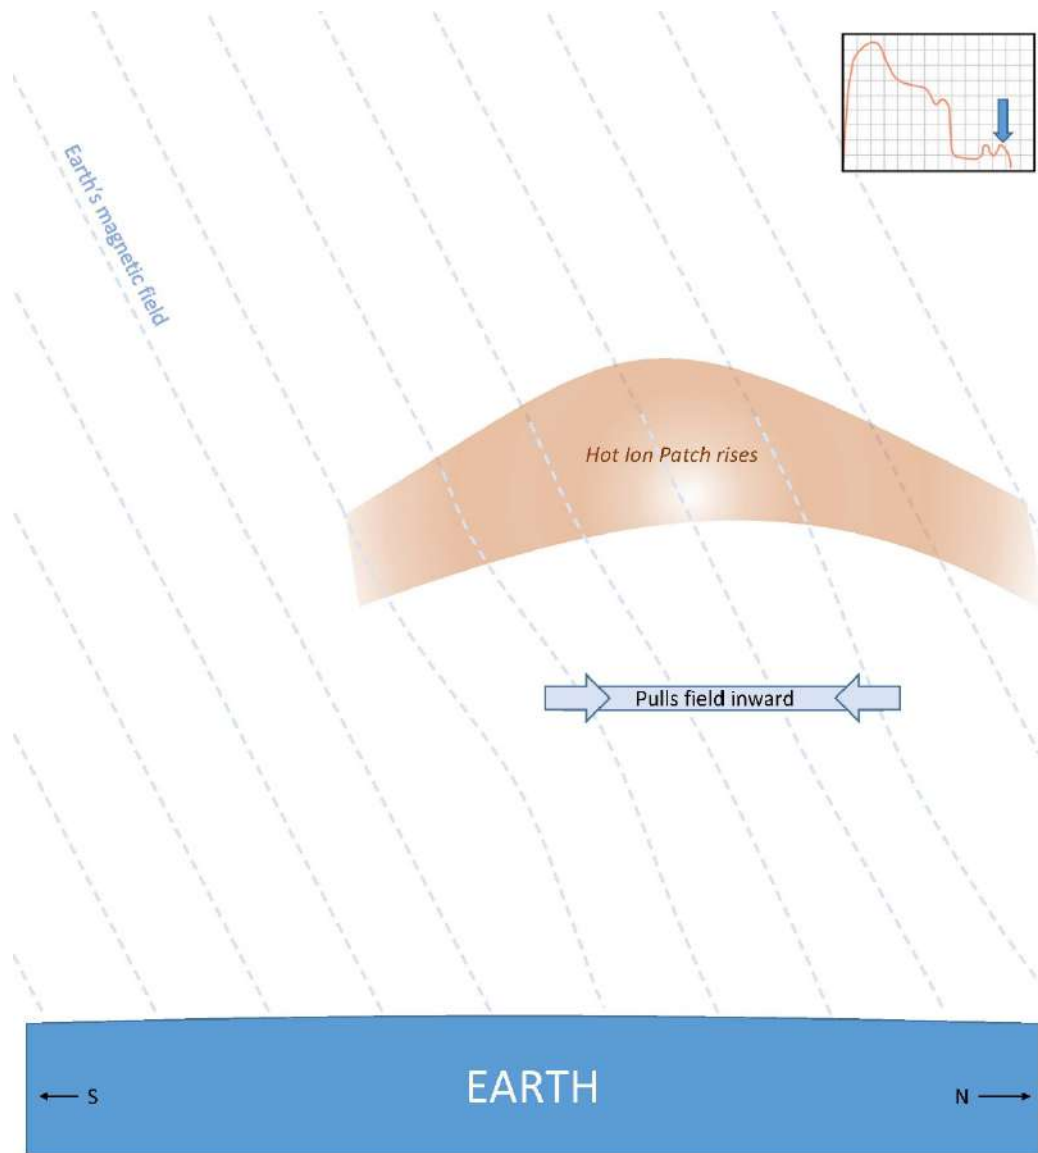 Earth's magnetic field
Hot Ion Patch rises
Pulls field inward
EARTH
S
N